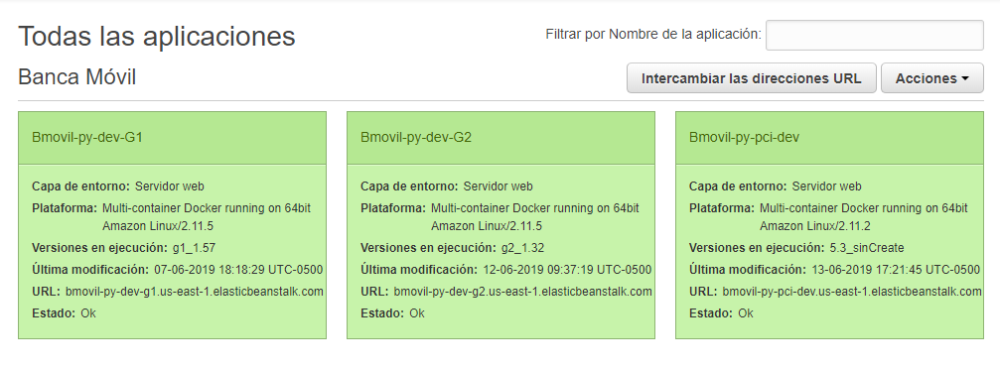 Todas las aplicaciones
Filtrar por Nombre de la aplicación:
Banca Móvil
Intercambiar las direcciones URL
Acciones
Bmovil-py-dev-G1
Capa de entorno: Servidor web
Plataforma: Multi-container Docker running on 64bit
Amazon Linux/2.11.5
Versiones en ejecución: g1_1.57
Última modificación: 07-06-2019 18:18:29 UTC-0500
URL: bmovil-py-dev-g1.us-east-1.elasticbeanstalk.com
Estado: Ok
Bmovil-py-dev-G2
Capa de entorno: Servidor web
Plataforma: Multi-container Docker running on 64bit
Amazon Linux/2.11.5
Versiones en ejecución: g2_1.32
Última modificación: 12-06-2019 09:37:19 UTC-0500
URL: bmovil-py-dev-g2.us-east-1.elasticbeanstalk.com
Estado: Ok
Bmovil-py-pci-dev
Capa de entorno: Servidor web
Plataforma: Multi-container Docker running on 64bit
Amazon Linux/2.11.2
Versiones en ejecución: 5.3_sinCreate
Última modificación: 13-06-2019 17:21:45 UTC-0500
URL: bmovil-py-pci-dev.us-east-1.elasticbeanstalk.com
Estado: Ok